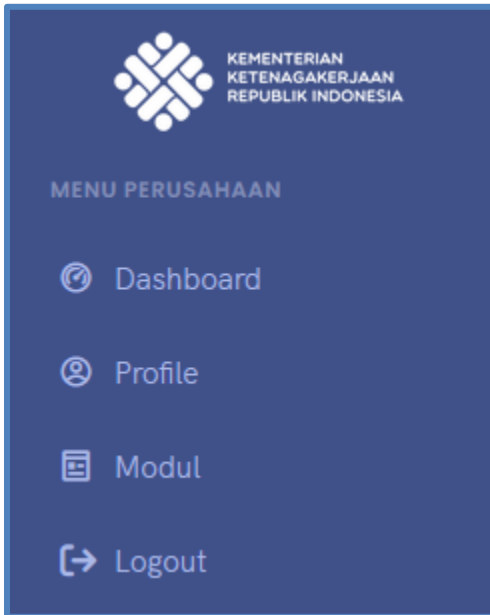 KEMENTERIAN
KETENAGAKERJAAN
REPUBLIK INDONESIA
MENU PERUSAHAAN
Dashboard
Profile
Modul
Logout